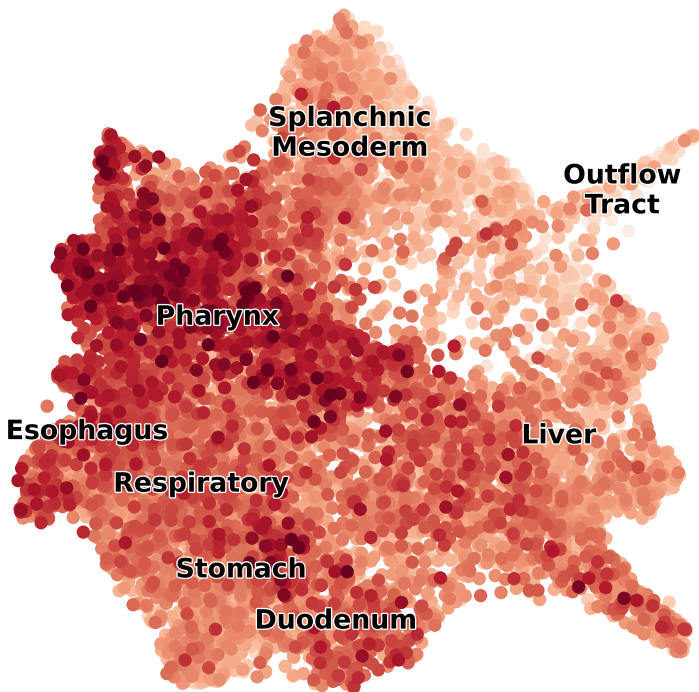 Splanchnic
Mesoderm
Outflow
Tract
Pharynx
Esophagus
Liver
Respiratory
Stomach
Duodenum